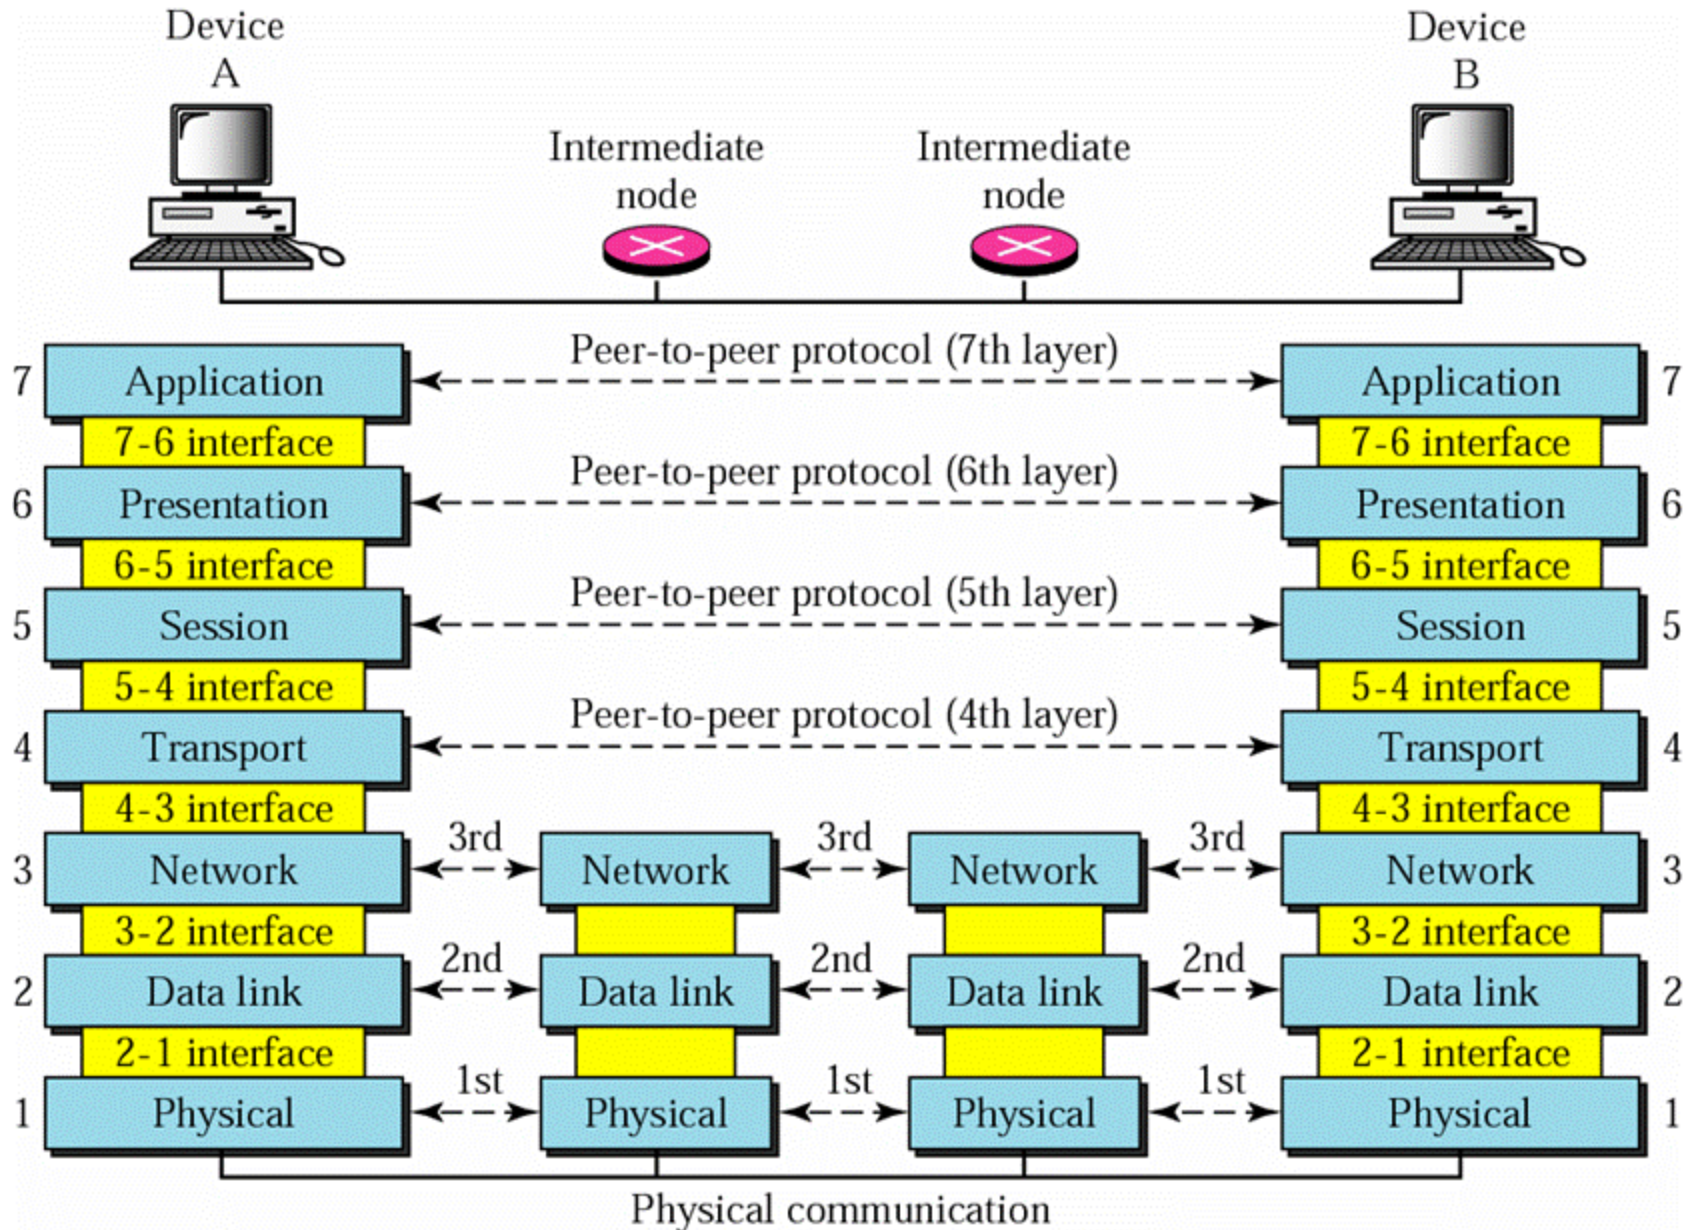 Device
A
Device
B
Intermediate
node
Intermediate
node
Peer-to-peer protocol (7th layer)
7 Application Application 7
7-6 interface 7-6 interface
Peer-to-peer protocol (6th layer)
6 Presentation Presentation 6
6-5 interface 6-5 interface
Peer-to-peer protocol (5th layer)
5 Session Session 5
5-4 interface 5-4 interface
Peer-to-peer protocol (4th layer)
4 Transport Transport 4
4-3 interface 4-3 interface
3rd 3rd 3rd
3 Network Network Network Network 3
3-2 interface 3-2 interface
2nd 2nd 2nd
2 Data link Data link Data link Data link 2
2-1 interface 2-1 interface
1st 1st 1st
1 Physical Physical Physical Physical 1
Physical communication